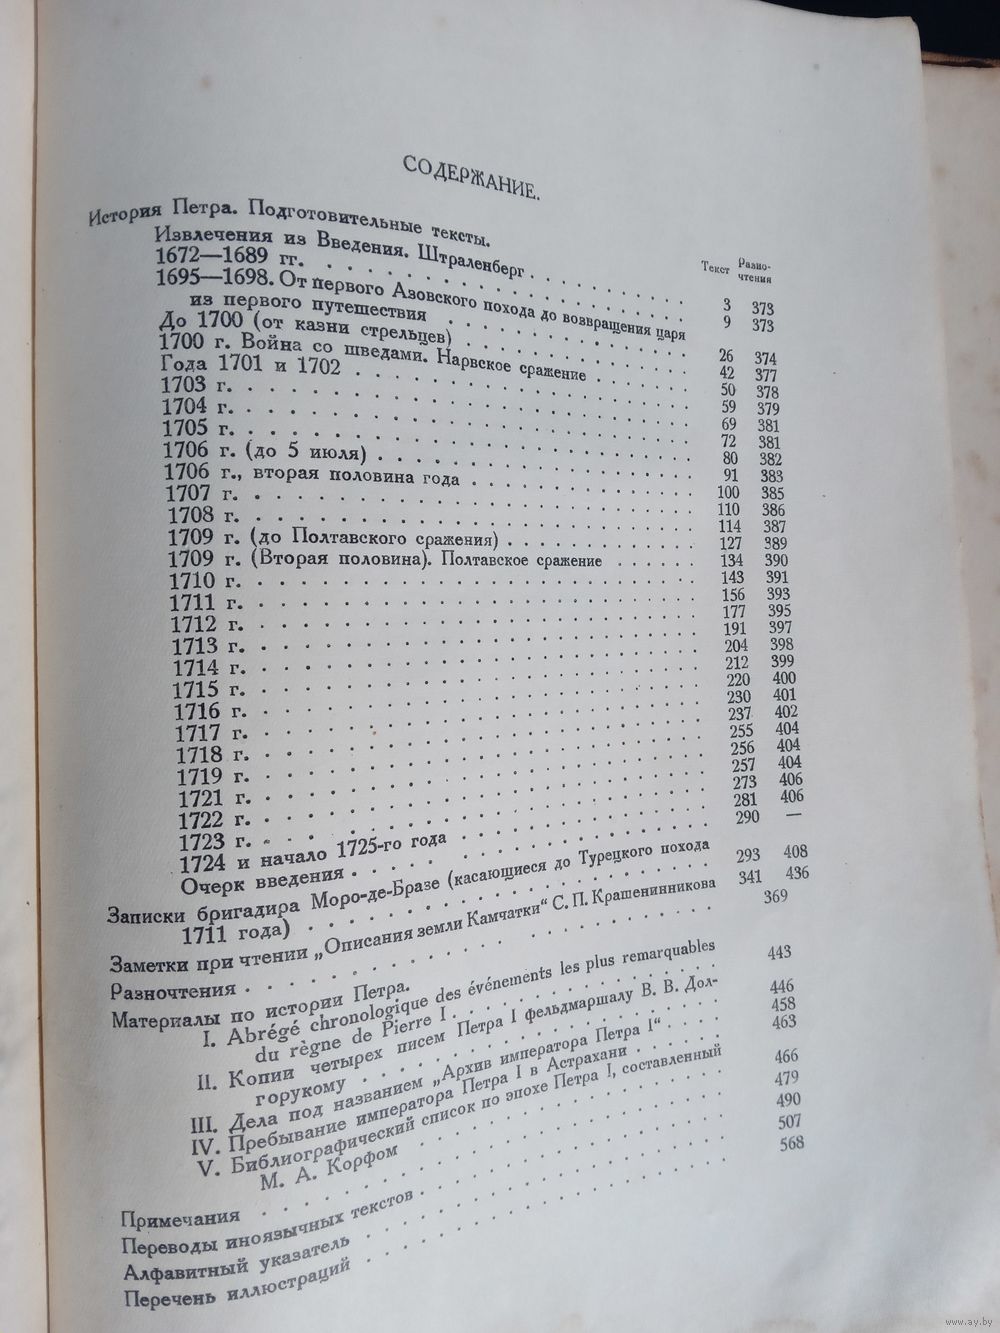 СОДЕРЖАНИЕ.
Текст Разно-
чтения
История Петра. Подготовительные тексты.
Извлечения из Введения. Штраленберг . . . . . . . . 3 373
1672—1689 гг. . . . . . . . . . . . . . . . 9 373
1695—1698. От первого Азовского похода до возвращения царя
из первого путешествия . . . . . . . . . . . 26 374
До 1700 (от казни стрельцев) . . . . . . . . . . 42 377
1700 г. Война со шведами. Нарвское сражение . . . . . . 50 378
Года 1701 и 1702 . . . . . . . . . . . . . . 59 379
1703 г. . . . . . . . . . . . . . . . . . 69 381
1704 г. . . . . . . . . . . . . . . . . . 72 381
1705 г. . . . . . . . . . . . . . . . . . 80 382
1706 г. (до 5 июля) . . . . . . . . . . . . . 91 383
1706 г., вторая половина года . . . . . . . . . . 100 385
1707 г. . . . . . . . . . . . . . . . . . 110 386
1708 г. . . . . . . . . . . . . . . . . . 114 387
1709 г. (до Полтавского сражения) . . . . . . . . . 127 389
1709 г. (Вторая половина). Полтавское сражение . . . . . . 134 390
1710 г. . . . . . . . . . . . . . . . . . 143 391
1711 г. . . . . . . . . . . . . . . . . . 156 393
1712 г. . . . . . . . . . . . . . . . . . 177 395
1713 г. . . . . . . . . . . . . . . . . . 191 397
1714 г. . . . . . . . . . . . . . . . . . 204 398
1715 г. . . . . . . . . . . . . . . . . . 212 399
1716 г. . . . . . . . . . . . . . . . . . 220 400
1717 г. . . . . . . . . . . . . . . . . . 230 401
1718 г. . . . . . . . . . . . . . . . . . 237 402
1719 г. . . . . . . . . . . . . . . . . . 255 404
1721 г. . . . . . . . . . . . . . . . . . 256 404
1722 г. . . . . . . . . . . . . . . . . . 257 404
1723 г. . . . . . . . . . . . . . . . . . 273 406
1724 и начало 1725-го года . . . . . . . . . . . 281 406
Очерк введения . . . . . . . . . . . . . . 290 —
Записки бригадира Моро-де-Бразе (касающиеся до Турецкого похода
1711 года) . . . . . . . . . . . . . . . . 293 408
Заметки при чтении „Описания земли Камчатки“ С. П. Крашенинникова 341 436
Разночтения . . . . . . . . . . . . . . . . 369
Материалы по истории Петра.
I. Abrégé chronologique des événements les plus remarquables
du règne de Pierre I . . . . . . . . . . . . 443
II. Копии четырех писем Петра I фельдмаршалу В. В. Дол-
горукому . . . . . . . . . . . . . . . 446
III. Дела под названием „Архив императора Петра I“ . . . . 458
IV. Пребывание императора Петра I в Астрахани . . . . . 463
V. Библиографический список по эпохе Петра I, составленный
М. А. Корфом . . . . . . . . . . . . . . 466
Примечания . . . . . . . . . . . . . . . . 479
Переводы иноязычных текстов . . . . . . . . . . . 490
Алфавитный указатель . . . . . . . . . . . . . 507
Перечень иллюстраций . . . . . . . . . . . . . 568
www.ay.by